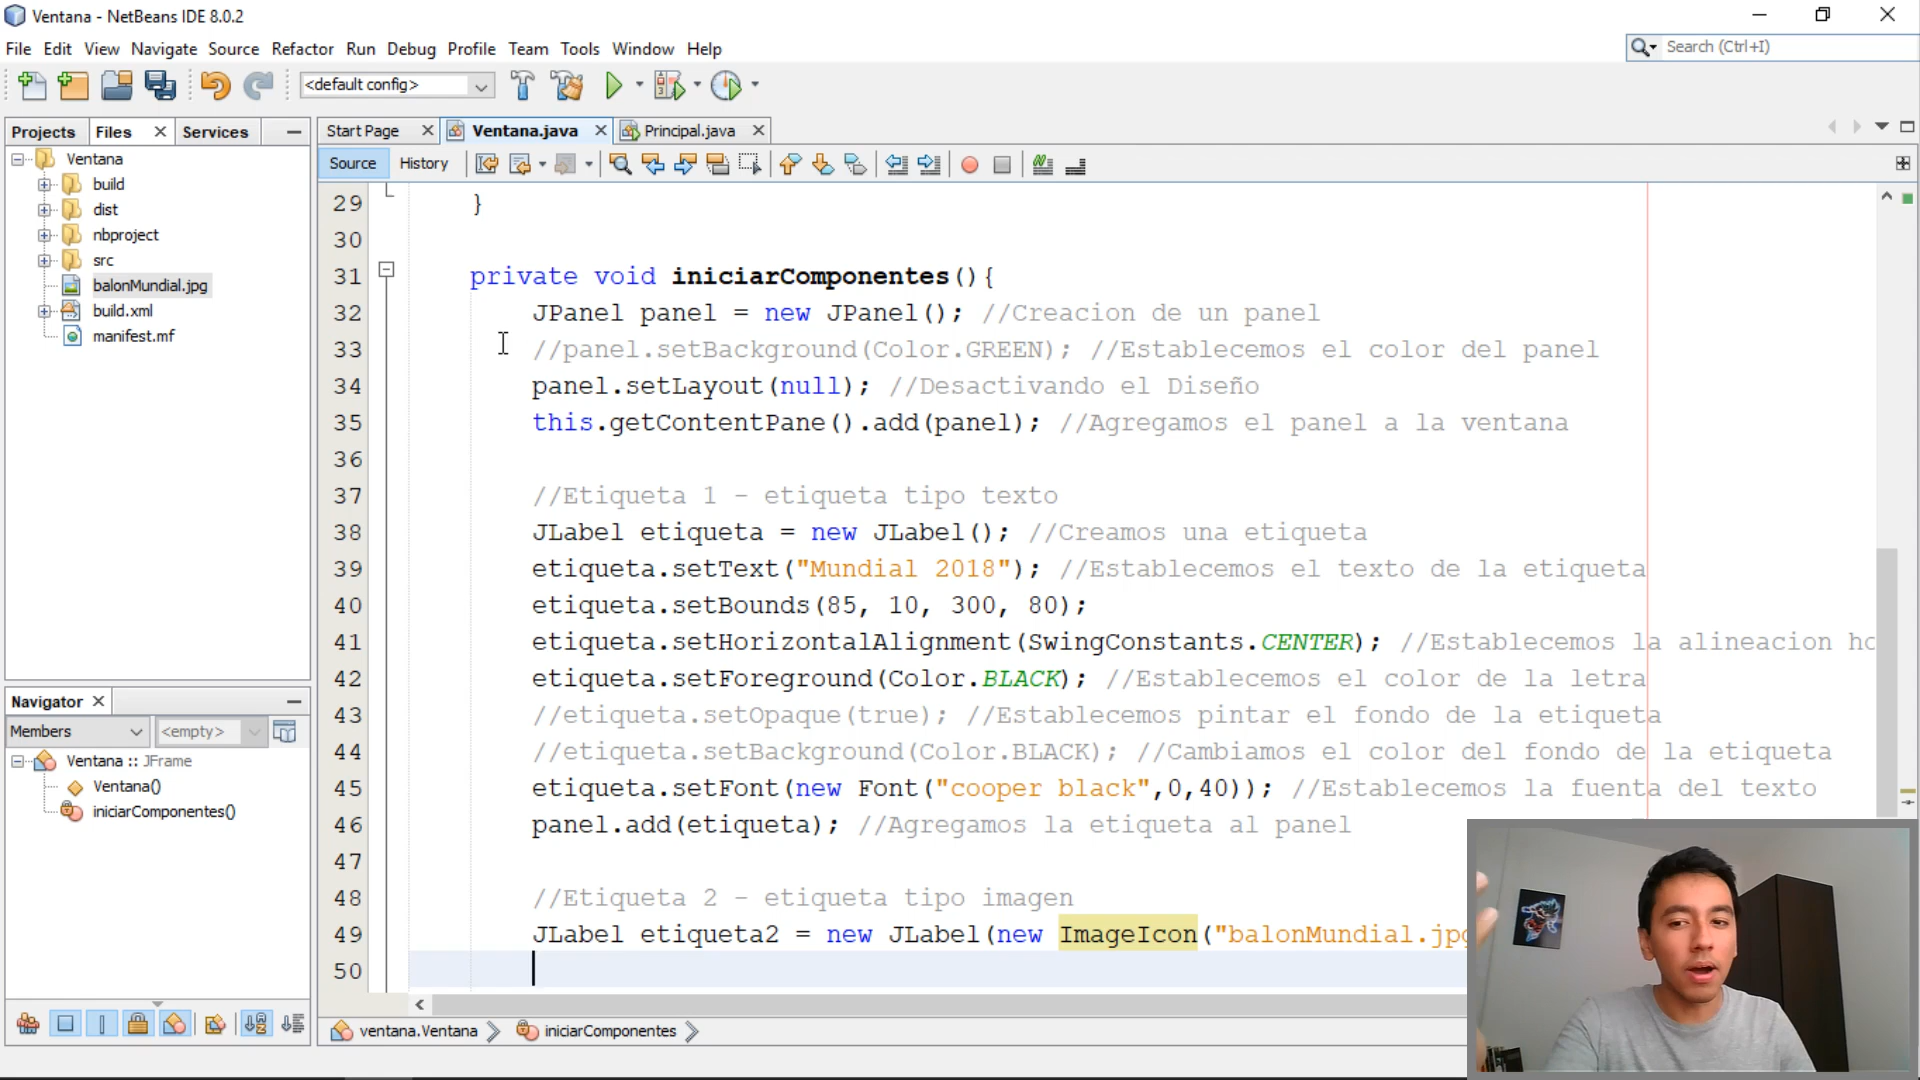 Ventana - NetBeans IDE 8.0.2
File Edit View Navigate Source Refactor Run Debug Profile Team Tools Window Help
Search (Ctrl+I)
<default config>
Projects Files Services
Start Page Ventana.java Principal.java
Source History
Ventana
build
dist
nbproject
src
balonMundial.jpg
build.xml
manifest.mf
Navigator
Members <empty>
Ventana :: JFrame
Ventana()
iniciarComponentes()
29 }
30
31 private void iniciarComponentes(){
32 JPanel panel = new JPanel(); //Creacion de un panel
33 //panel.setBackground(Color.GREEN); //Establecemos el color del panel
34 panel.setLayout(null); //Desactivando el Diseño
35 this.getContentPane().add(panel); //Agregamos el panel a la ventana
36
37 //Etiqueta 1 - etiqueta tipo texto
38 JLabel etiqueta = new JLabel(); //Creamos una etiqueta
39 etiqueta.setText("Mundial 2018"); //Establecemos el texto de la etiqueta
40 etiqueta.setBounds(85, 10, 300, 80);
41 etiqueta.setHorizontalAlignment(SwingConstants.CENTER); //Establecemos la alineacion ho
42 etiqueta.setForeground(Color.BLACK); //Establecemos el color de la letra
43 //etiqueta.setOpaque(true); //Establecemos pintar el fondo de la etiqueta
44 //etiqueta.setBackground(Color.BLACK); //Cambiamos el color del fondo de la etiqueta
45 etiqueta.setFont(new Font("cooper black",0,40)); //Establecemos la fuenta del texto
46 panel.add(etiqueta); //Agregamos la etiqueta al panel
47
48 //Etiqueta 2 - etiqueta tipo imagen
49 JLabel etiqueta2 = new JLabel(new ImageIcon("balonMundial.jpg
50
ventana.Ventana iniciarComponentes